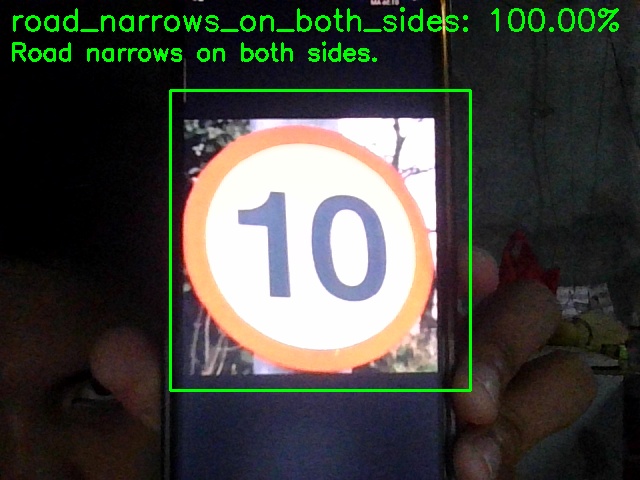 road_narrows_on_both_sides: 100.00%
Road narrows on both sides.
10